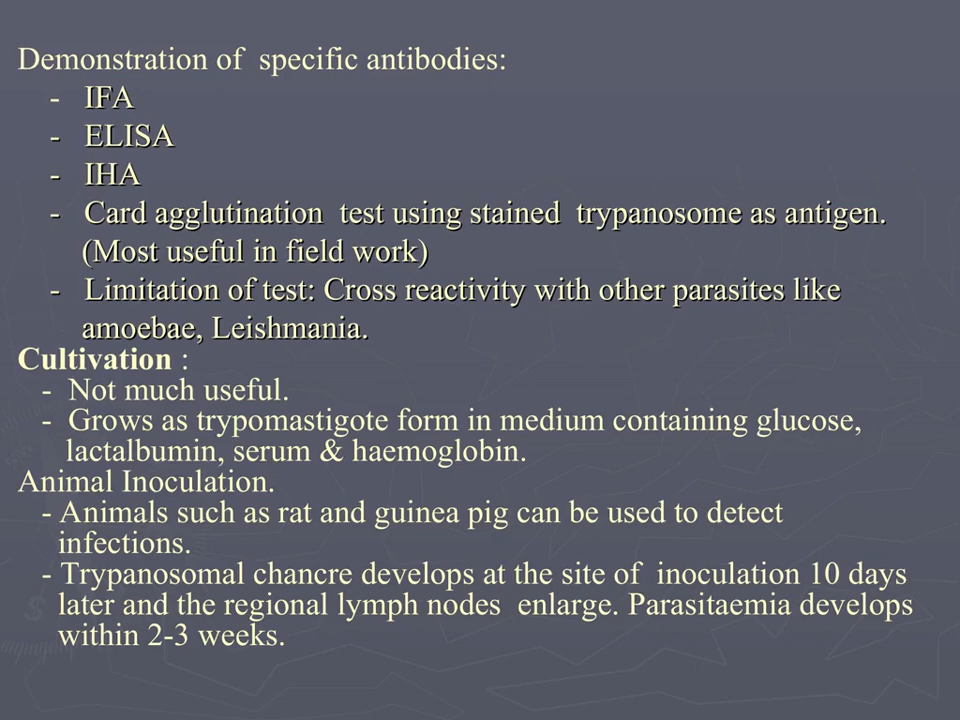 Demonstration of specific antibodies:
- IFA
- ELISA
- IHA
- Card agglutination test using stained trypanosome as antigen.
(Most useful in field work)
- Limitation of test: Cross reactivity with other parasites like
amoebae, Leishmania.
Cultivation :
- Not much useful.
- Grows as trypomastigote form in medium containing glucose,
lactalbumin, serum & haemoglobin.
Animal Inoculation.
- Animals such as rat and guinea pig can be used to detect
infections.
- Trypanosomal chancre develops at the site of inoculation 10 days
later and the regional lymph nodes enlarge. Parasitaemia develops
within 2-3 weeks.